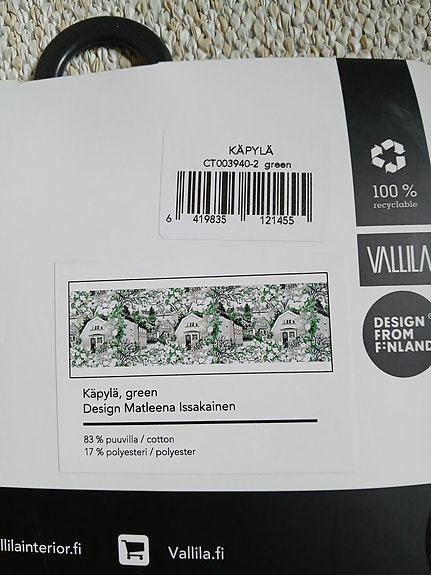 KÄPYLÄ
CT003940-2 green
6 419835 121455
100 %
recyclable
VALLILA
DESIGN
FROM
FINLAND
Käpylä, green
Design Matleena Issakainen
83 % puuvilla / cotton
17 % polyesteri / polyester
llilainterior.fi
Vallila.fi